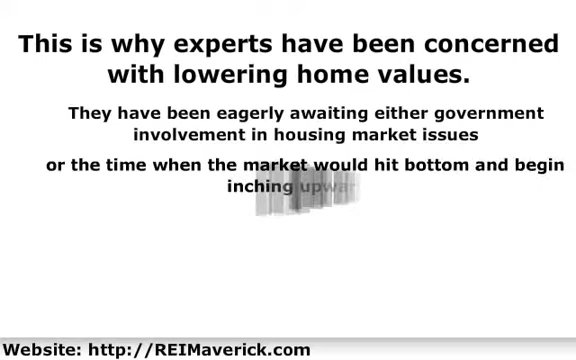 This is why experts have been concerned
with lowering home values.
They have been eagerly awaiting either government
involvement in housing market issues
or the time when the market would hit bottom and begin
inching
Website: http://REIMaverick.com